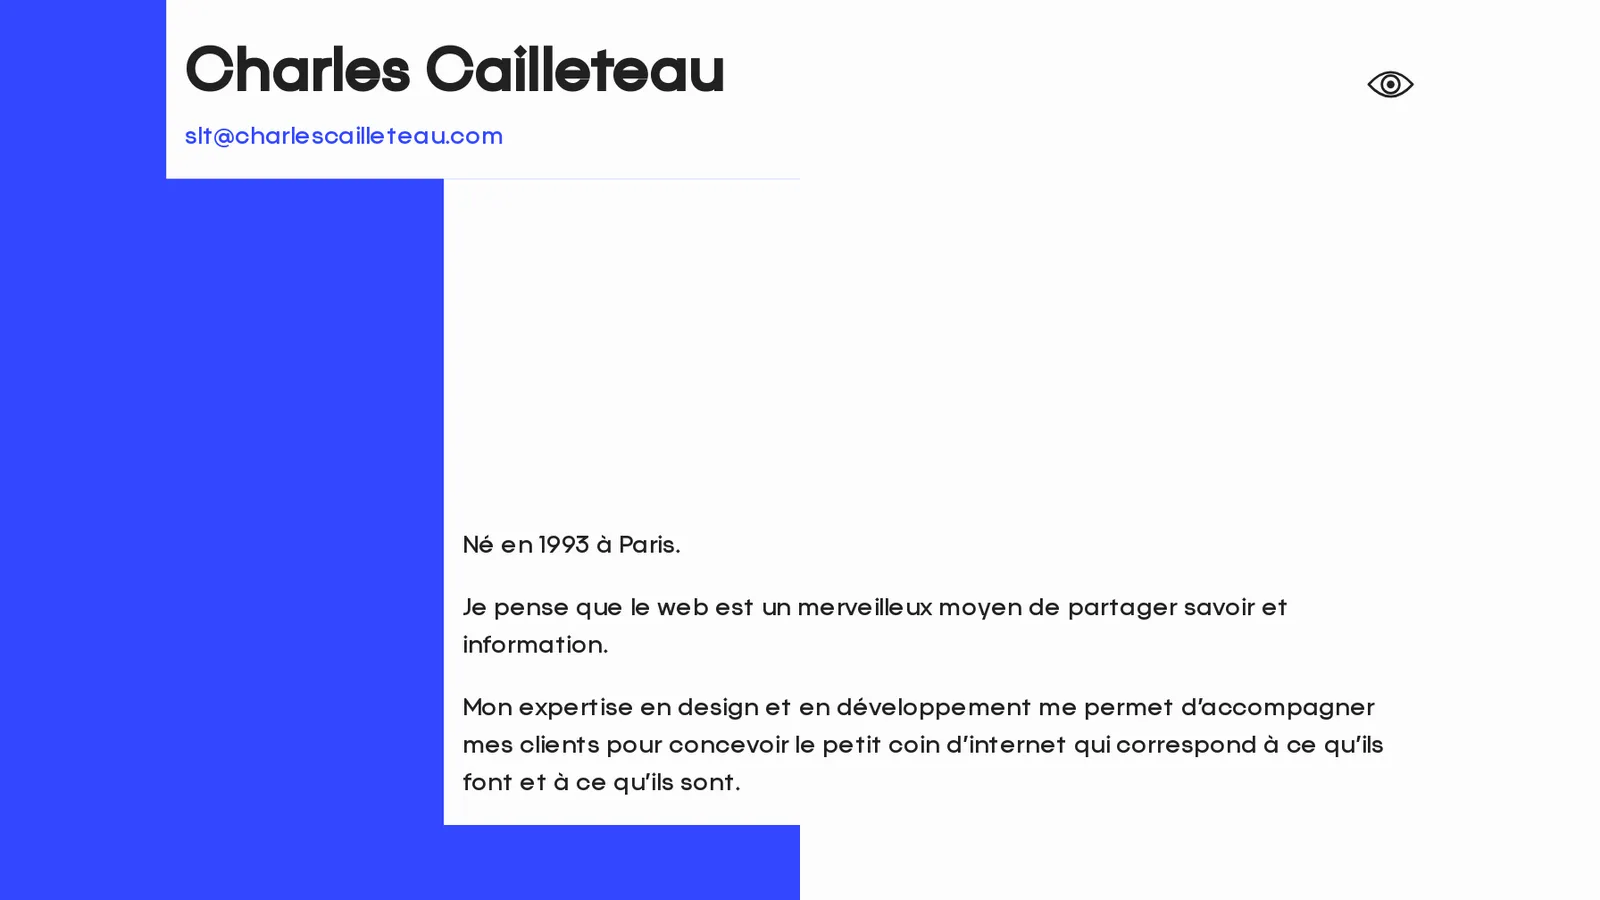 Charles Cailleteau
slt@charlescailleteau.com
Né en 1993 à Paris.
Je pense que le web est un merveilleux moyen de partager savoir et
information.
Mon expertise en design et en développement me permet d’accompagner
mes clients pour concevoir le petit coin d’internet qui correspond à ce qu’ils
font et à ce qu’ils sont.